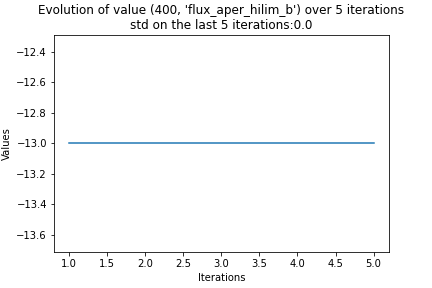 Evolution of value (400, 'flux_aper_hilim_b') over 5 iterations
std on the last 5 iterations:0.0
−12.4
−12.6
−12.8
−13.0
−13.2
−13.4
−13.6
Values
1.0 1.5 2.0 2.5 3.0 3.5 4.0 4.5 5.0
Iterations